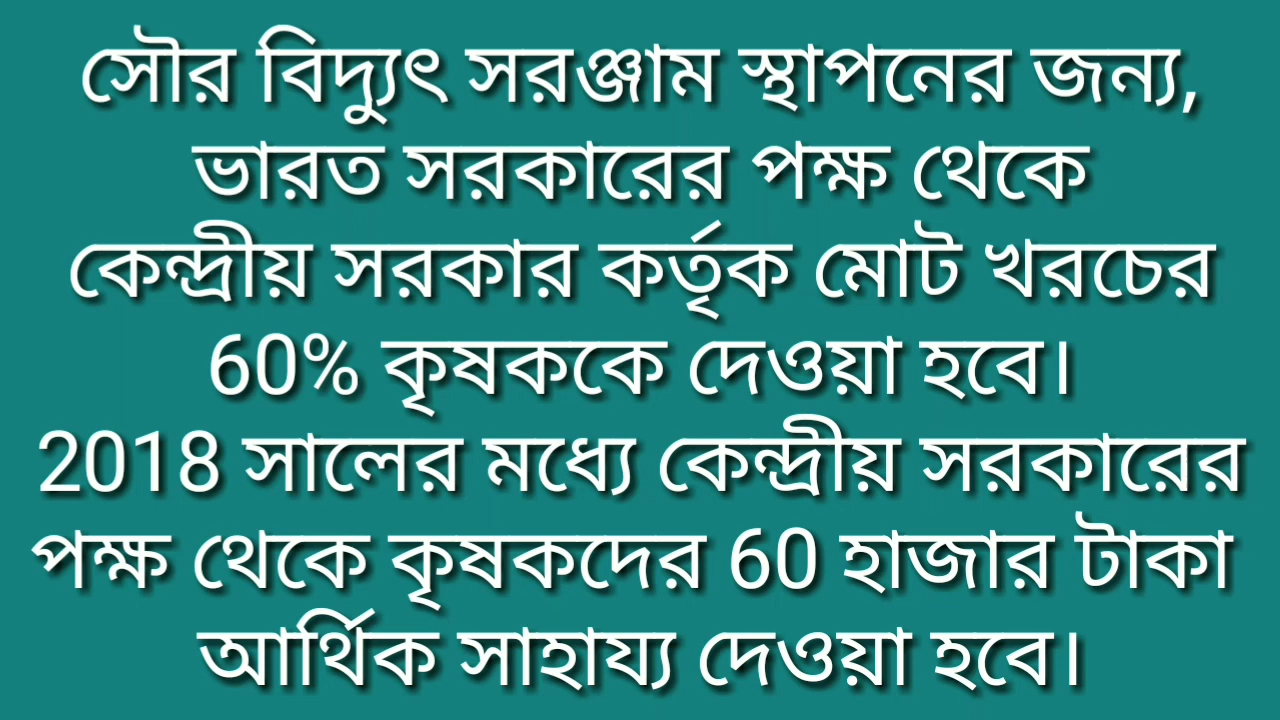 সৌর বিদ্যুৎ সরঞ্জাম স্থাপনের জন্য,
ভারত সরকারের পক্ষ থেকে
কেন্দ্রীয় সরকার কর্তৃক মোট খরচের
60% কৃষককে দেওয়া হবে।
2018 সালের মধ্যে কেন্দ্রীয় সরকারের
পক্ষ থেকে কৃষকদের 60 হাজার টাকা
আর্থিক সাহায্য দেওয়া হবে।